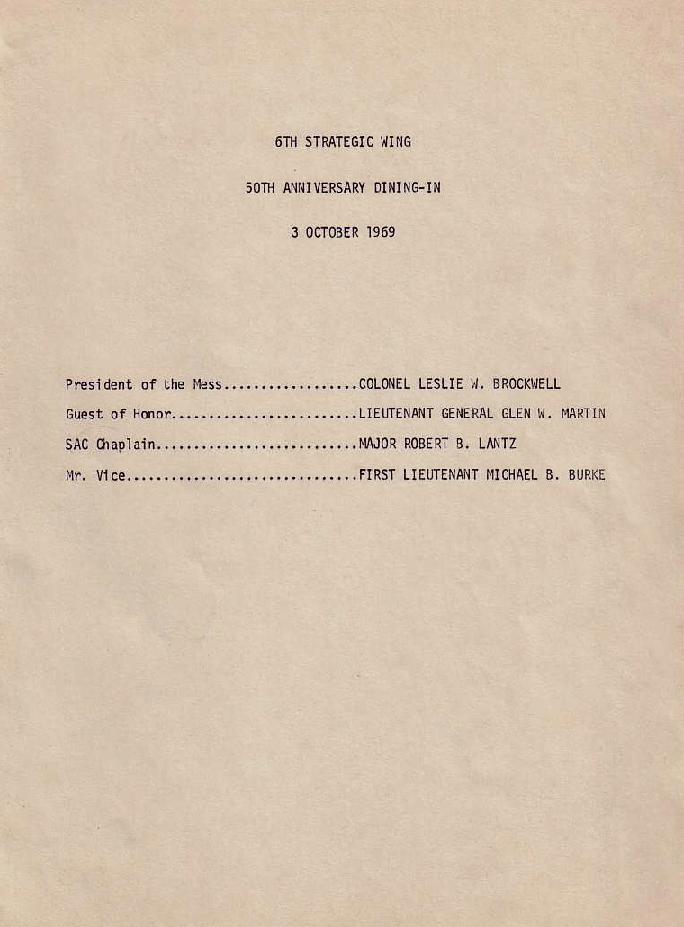 6TH STRATEGIC WING
50TH ANNIVERSARY DINING-IN
3 OCTOBER 1969
President of the Mess..................COLONEL LESLIE W. BROCKWELL
Guest of Honor.........................LIEUTENANT GENERAL GLEN W. MARTIN
SAC Chaplain...........................MAJOR ROBERT B. LANTZ
Mr. Vice...............................FIRST LIEUTENANT MICHAEL B. BURKE